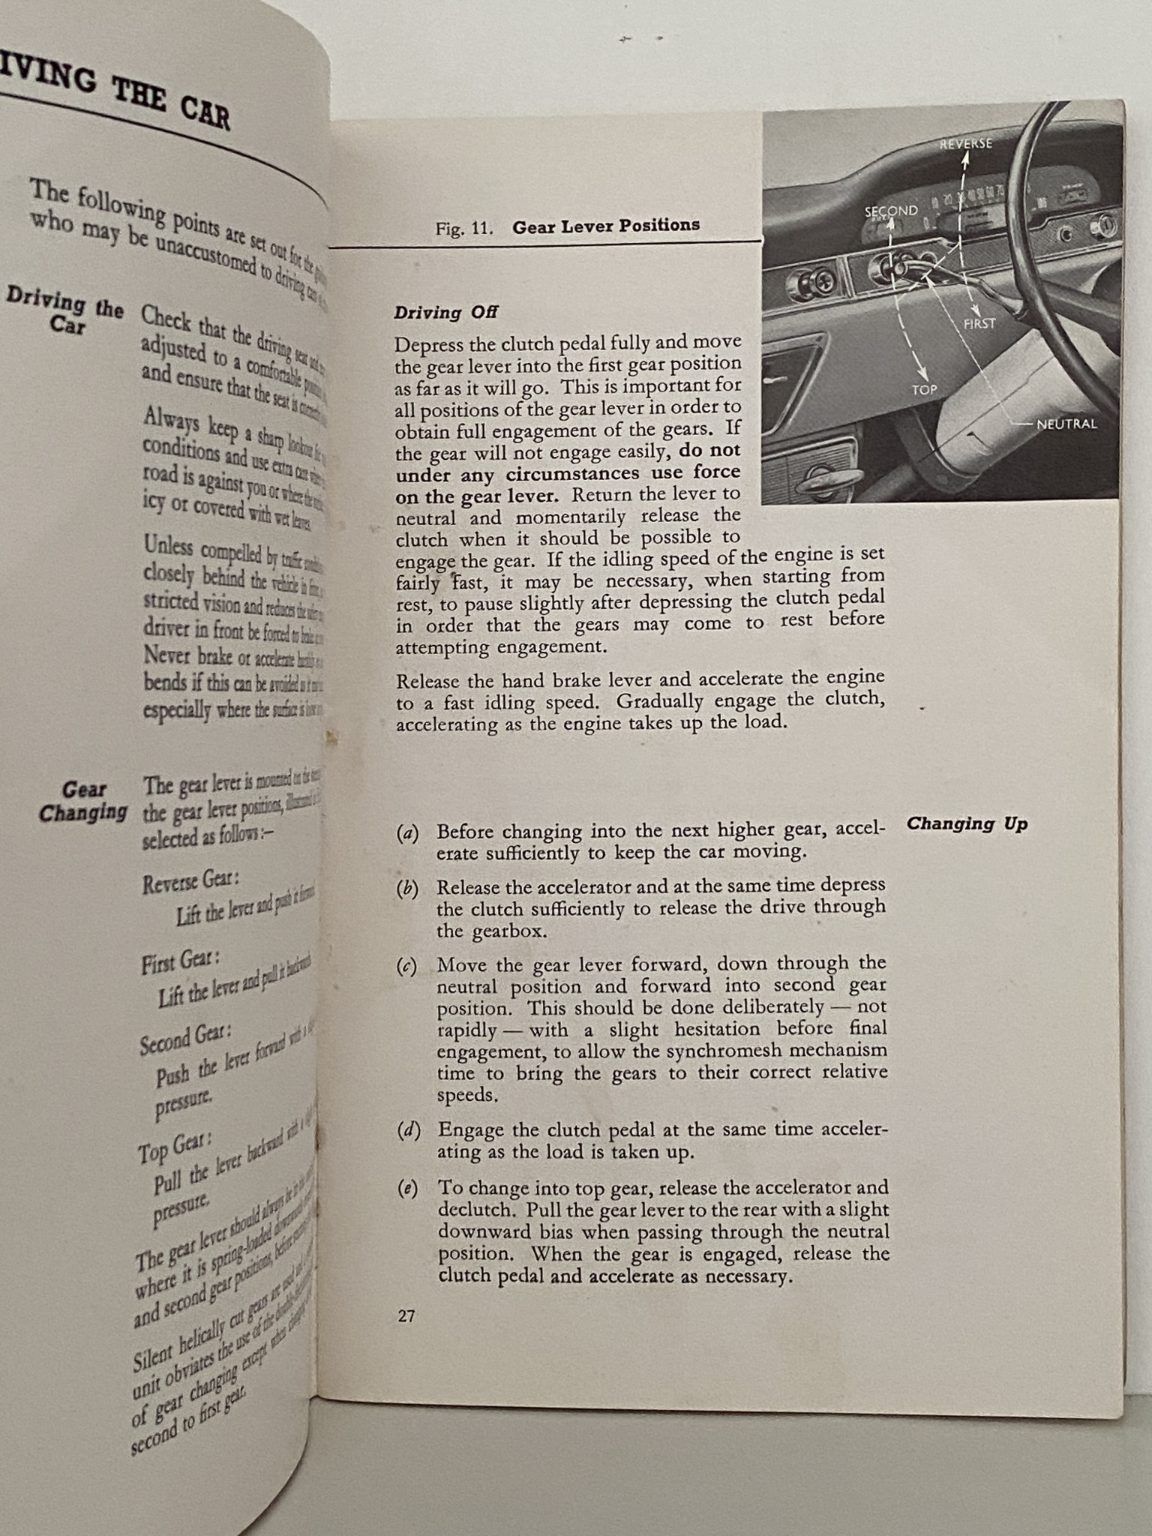 IVING THE CAR
The following points are set out for the
who may be unaccustomed to driving
Driving the
Car
Check that the driving seat and
adjusted to a comfortable
and ensure that the seat is
Always keep a sharp lookout
conditions and use extra care
road is against you or where the
icy or covered with wet leaves.
Unless compelled by traffic
closely behind the vehicle in
stricted vision and reduces the
driver in front be forced to
Never brake or accelerate
bends if this can be avoided
especially where the surface is
Gear
Changing
The gear lever is mounted on the
the gear lever positions,
selected as follows:—
Reverse Gear:
Lift the lever and push it
First Gear:
Lift the lever and pull it backward
Second Gear:
Push the lever forward with a
pressure.
Top Gear:
Pull the lever backward with a
pressure.
The gear lever should always be
where it is spring-loaded
and second gear positions, before
Silent helically cut gears are used
unit obviates the use of the
of gear changing except when
second to first gear.
Fig. 11. Gear Lever Positions
REVERSE
SECOND
FIRST
TOP
NEUTRAL
Driving Off
Depress the clutch pedal fully and move
the gear lever into the first gear position
as far as it will go. This is important for
all positions of the gear lever in order to
obtain full engagement of the gears. If
the gear will not engage easily, do not
under any circumstances use force
on the gear lever. Return the lever to
neutral and momentarily release the
clutch when it should be possible to
engage the gear. If the idling speed of the engine is set
fairly fast, it may be necessary, when starting from
rest, to pause slightly after depressing the clutch pedal
in order that the gears may come to rest before
attempting engagement.
Release the hand brake lever and accelerate the engine
to a fast idling speed. Gradually engage the clutch,
accelerating as the engine takes up the load.
Changing Up
(a) Before changing into the next higher gear, accel-
erate sufficiently to keep the car moving.
(b) Release the accelerator and at the same time depress
the clutch sufficiently to release the drive through
the gearbox.
(c) Move the gear lever forward, down through the
neutral position and forward into second gear
position. This should be done deliberately — not
rapidly — with a slight hesitation before final
engagement, to allow the synchromesh mechanism
time to bring the gears to their correct relative
speeds.
(d) Engage the clutch pedal at the same time acceler-
ating as the load is taken up.
(e) To change into top gear, release the accelerator and
declutch. Pull the gear lever to the rear with a slight
downward bias when passing through the neutral
position. When the gear is engaged, release the
clutch pedal and accelerate as necessary.
27